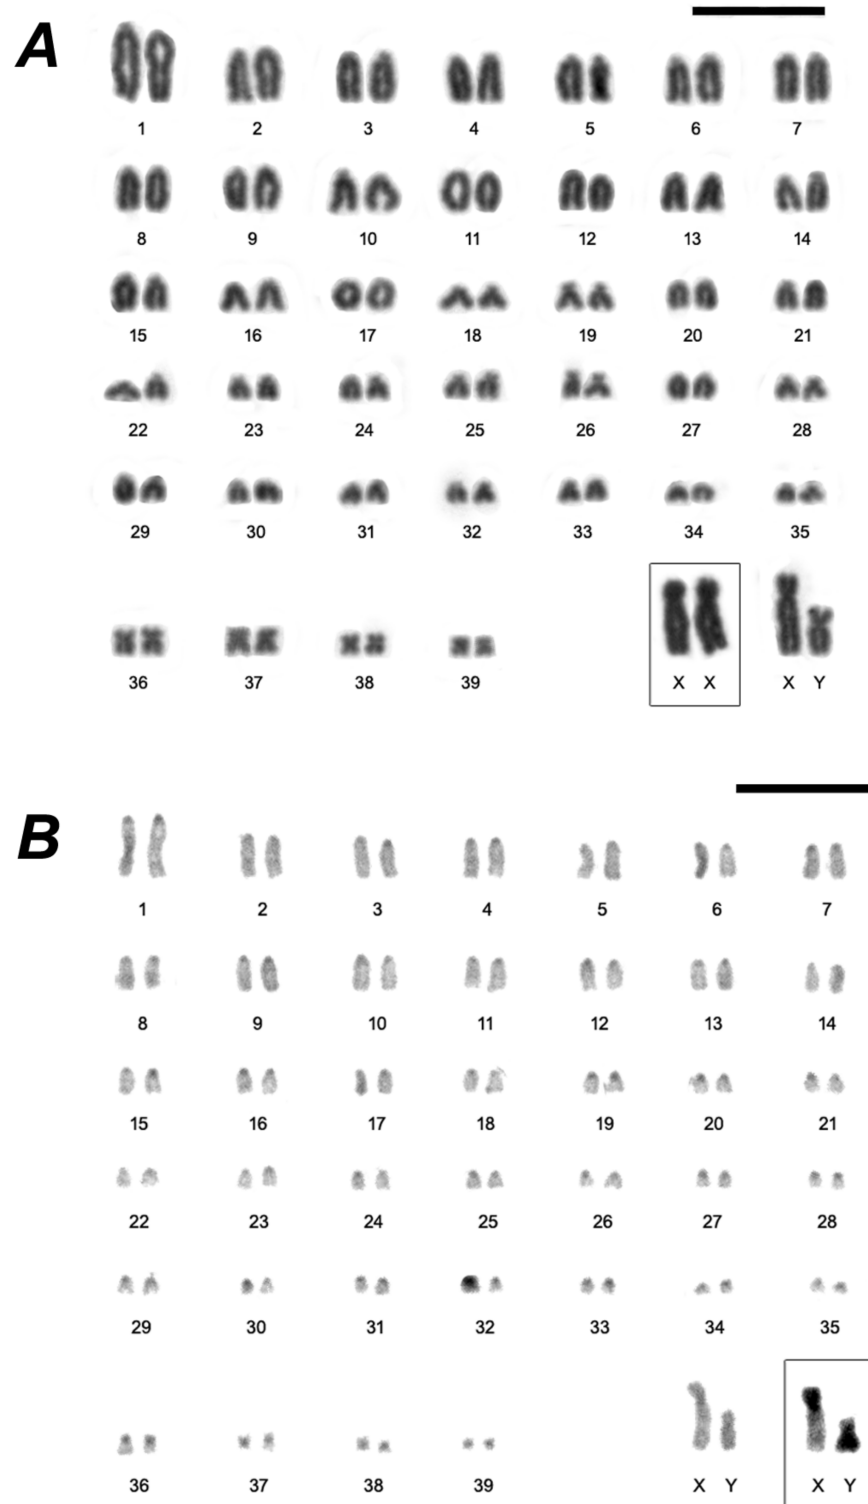 A
1 2 3 4 5 6 7
8 9 10 11 12 13 14
15 16 17 18 19 20 21
22 23 24 25 26 27 28
29 30 31 32 33 34 35
36 37 38 39 X X X Y
B
1 2 3 4 5 6 7
8 9 10 11 12 13 14
15 16 17 18 19 20 21
22 23 24 25 26 27 28
29 30 31 32 33 34 35
36 37 38 39 X Y X Y